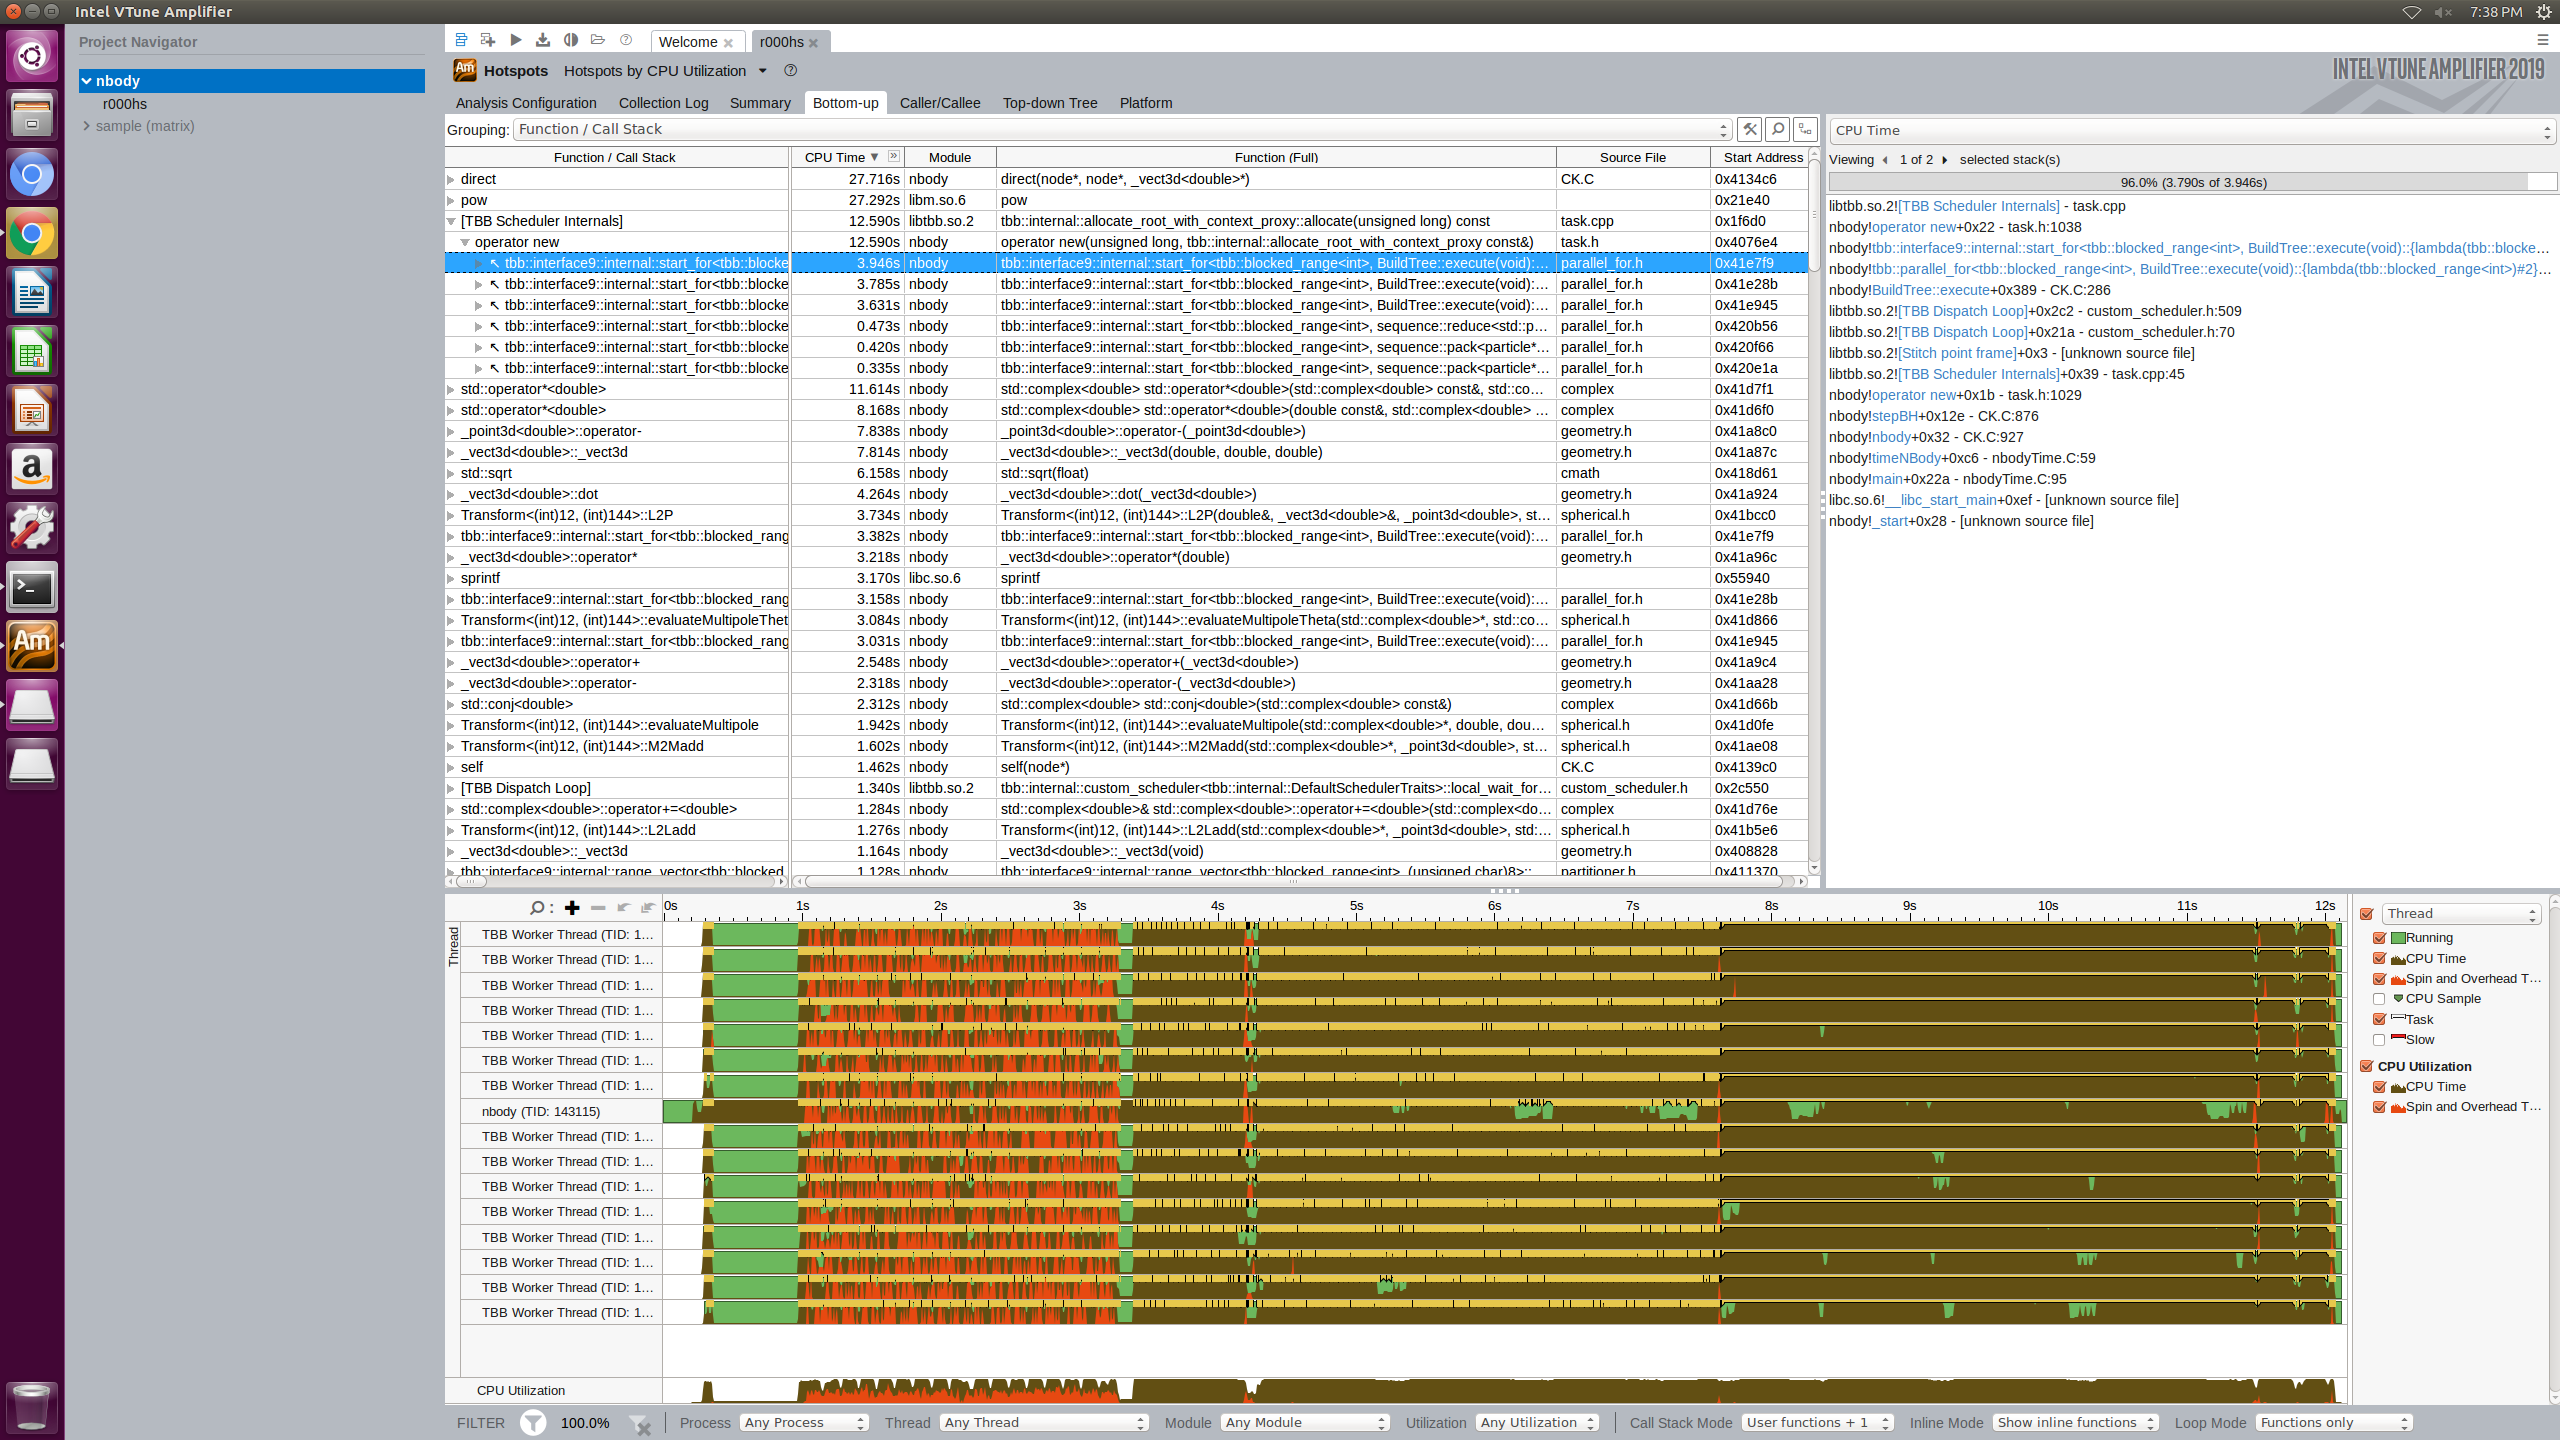 Intel VTune Amplifier
7:38 PM
Project Navigator
nbody
r000hs
sample (matrix)
Welcome
r000hs
Am Hotspots Hotspots by CPU Utilization
INTEL VTUNE AMPLIFIER 2019
Analysis Configuration Collection Log Summary Bottom-up Caller/Callee Top-down Tree Platform
Grouping: Function / Call Stack
Function / Call Stack CPU Time Module Function (Full) Source File Start Address
direct 27.716s nbody direct(node*, node*, _vect3d<double>*) CK.C 0x4134c6
pow 27.292s libm.so.6 pow 0x21e40
[TBB Scheduler Internals] 12.590s libtbb.so.2 tbb::internal::allocate_root_with_context_proxy::allocate(unsigned long) const task.cpp 0x1f6d0
operator new 12.590s nbody operator new(unsigned long, tbb::internal::allocate_root_with_context_proxy const&) task.h 0x4076e4
tbb::interface9::internal::start_for<tbb::blocke 3.946s nbody tbb::interface9::internal::start_for<tbb::blocked_range<int>, BuildTree::execute(void):… parallel_for.h 0x41e7f9
tbb::interface9::internal::start_for<tbb::blocke 3.785s nbody tbb::interface9::internal::start_for<tbb::blocked_range<int>, BuildTree::execute(void):… parallel_for.h 0x41e28b
tbb::interface9::internal::start_for<tbb::blocke 3.631s nbody tbb::interface9::internal::start_for<tbb::blocked_range<int>, BuildTree::execute(void):… parallel_for.h 0x41e945
tbb::interface9::internal::start_for<tbb::blocke 0.473s nbody tbb::interface9::internal::start_for<tbb::blocked_range<int>, sequence::reduce<std::p… parallel_for.h 0x420b56
tbb::interface9::internal::start_for<tbb::blocke 0.420s nbody tbb::interface9::internal::start_for<tbb::blocked_range<int>, sequence::pack<particle*… parallel_for.h 0x420f66
tbb::interface9::internal::start_for<tbb::blocke 0.335s nbody tbb::interface9::internal::start_for<tbb::blocked_range<int>, sequence::pack<particle*… parallel_for.h 0x420e1a
std::operator*<double> 11.614s nbody std::complex<double> std::operator*<double>(std::complex<double> const&, std::co… complex 0x41d7f1
std::operator*<double> 8.168s nbody std::complex<double> std::operator*<double>(double const&, std::complex<double> … complex 0x41d6f0
_point3d<double>::operator- 7.838s nbody _point3d<double>::operator-(_point3d<double>) geometry.h 0x41a8c0
_vect3d<double>::_vect3d 7.814s nbody _vect3d<double>::_vect3d(double, double, double) geometry.h 0x41a87c
std::sqrt 6.158s nbody std::sqrt(float) cmath 0x418d61
_vect3d<double>::dot 4.264s nbody _vect3d<double>::dot(_vect3d<double>) geometry.h 0x41a924
Transform<(int)12, (int)144>::L2P 3.734s nbody Transform<(int)12, (int)144>::L2P(double&, _vect3d<double>&, _point3d<double>, st… spherical.h 0x41bcc0
tbb::interface9::internal::start_for<tbb::blocked_rang 3.382s nbody tbb::interface9::internal::start_for<tbb::blocked_range<int>, BuildTree::execute(void):… parallel_for.h 0x41e7f9
_vect3d<double>::operator* 3.218s nbody _vect3d<double>::operator*(double) geometry.h 0x41a96c
sprintf 3.170s libc.so.6 sprintf 0x55940
tbb::interface9::internal::start_for<tbb::blocked_rang 3.158s nbody tbb::interface9::internal::start_for<tbb::blocked_range<int>, BuildTree::execute(void):… parallel_for.h 0x41e28b
Transform<(int)12, (int)144>::evaluateMultipoleThet 3.084s nbody Transform<(int)12, (int)144>::evaluateMultipoleTheta(std::complex<double>*, std::co… spherical.h 0x41d866
tbb::interface9::internal::start_for<tbb::blocked_rang 3.031s nbody tbb::interface9::internal::start_for<tbb::blocked_range<int>, BuildTree::execute(void):… parallel_for.h 0x41e945
_vect3d<double>::operator+ 2.548s nbody _vect3d<double>::operator+(_vect3d<double>) geometry.h 0x41a9c4
_vect3d<double>::operator- 2.318s nbody _vect3d<double>::operator-(_vect3d<double>) geometry.h 0x41aa28
std::conj<double> 2.312s nbody std::complex<double> std::conj<double>(std::complex<double> const&) complex 0x41d66b
Transform<(int)12, (int)144>::evaluateMultipole 1.942s nbody Transform<(int)12, (int)144>::evaluateMultipole(std::complex<double>*, double, dou… spherical.h 0x41d0fe
Transform<(int)12, (int)144>::M2Madd 1.602s nbody Transform<(int)12, (int)144>::M2Madd(std::complex<double>*, _point3d<double>, st… spherical.h 0x41ae08
self 1.462s nbody self(node*) CK.C 0x4139c0
[TBB Dispatch Loop] 1.340s libtbb.so.2 tbb::internal::custom_scheduler<tbb::internal::DefaultSchedulerTraits>::local_wait_for… custom_scheduler.h 0x2c550
std::complex<double>::operator+=<double> 1.284s nbody std::complex<double>& std::complex<double>::operator+=<double>(std::complex<do… complex 0x41d76e
Transform<(int)12, (int)144>::L2Ladd 1.276s nbody Transform<(int)12, (int)144>::L2Ladd(std::complex<double>*, _point3d<double>, std:… spherical.h 0x41b5e6
_vect3d<double>::_vect3d 1.164s nbody _vect3d<double>::_vect3d(void) geometry.h 0x408828
tbb::interface9::internal::range_vector<tbb::blocked 1.128s nbody tbb::interface9::internal::range_vector<tbb::blocked_range<int>, (unsigned char)8>:: partitioner.h 0x411370
CPU Time
Viewing 1 of 2 selected stack(s)
96.0% (3.790s of 3.946s)
libtbb.so.2![TBB Scheduler Internals] - task.cpp
nbody!operator new+0x22 - task.h:1038
nbody!tbb::interface9::internal::start_for<tbb::blocked_range<int>, BuildTree::execute(void)::{lambda(tbb::blocke…
nbody!tbb::parallel_for<tbb::blocked_range<int>, BuildTree::execute(void)::{lambda(tbb::blocked_range<int>)#2}…
nbody!BuildTree::execute+0x389 - CK.C:286
libtbb.so.2![TBB Dispatch Loop]+0x2c2 - custom_scheduler.h:509
libtbb.so.2![TBB Dispatch Loop]+0x21a - custom_scheduler.h:70
libtbb.so.2![Stitch point frame]+0x3 - [unknown source file]
libtbb.so.2![TBB Scheduler Internals]+0x39 - task.cpp:45
nbody!operator new+0x1b - task.h:1029
nbody!stepBH+0x12e - CK.C:876
nbody!nbody+0x32 - CK.C:927
nbody!timeNBody+0xc6 - nbodyTime.C:59
nbody!main+0x22a - nbodyTime.C:95
libc.so.6!__libc_start_main+0xef - [unknown source file]
nbody!_start+0x28 - [unknown source file]
0s 1s 2s 3s 4s 5s 6s 7s 8s 9s 10s 11s 12s
Thread
TBB Worker Thread (TID: 1…
TBB Worker Thread (TID: 1…
TBB Worker Thread (TID: 1…
TBB Worker Thread (TID: 1…
TBB Worker Thread (TID: 1…
TBB Worker Thread (TID: 1…
TBB Worker Thread (TID: 1…
nbody (TID: 143115)
TBB Worker Thread (TID: 1…
TBB Worker Thread (TID: 1…
TBB Worker Thread (TID: 1…
TBB Worker Thread (TID: 1…
TBB Worker Thread (TID: 1…
TBB Worker Thread (TID: 1…
TBB Worker Thread (TID: 1…
TBB Worker Thread (TID: 1…
CPU Utilization
Thread
Running
CPU Time
Spin and Overhead T…
CPU Sample
Task
Slow
CPU Utilization
CPU Time
Spin and Overhead T…
Am
FILTER 100.0% Process Any Process Thread Any Thread Module Any Module Utilization Any Utilization Call Stack Mode User functions + 1 Inline Mode Show inline functions Loop Mode Functions only